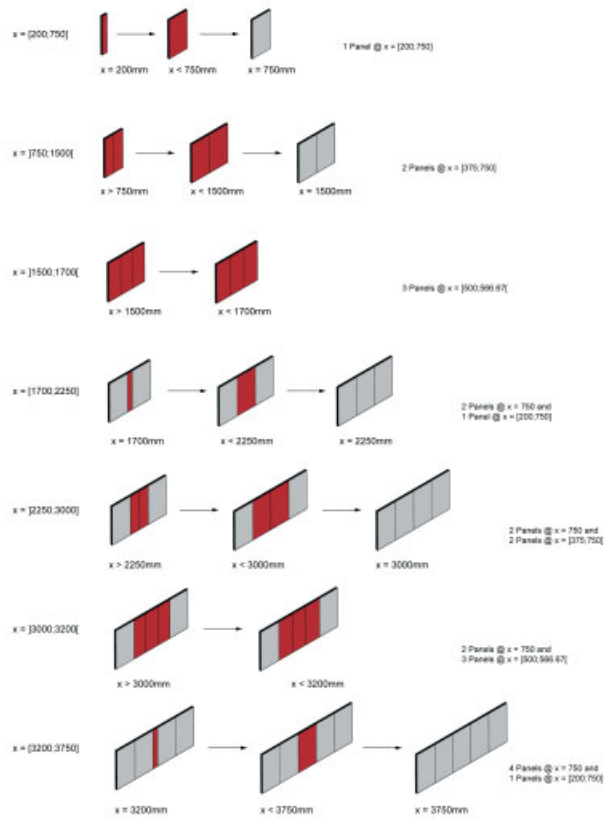 x = [200;750]
x = 200mm
x < 750mm
x = 750mm
1 Panel @ x = [200;750]
x = ]750;1500[
x > 750mm
x < 1500mm
x = 1500mm
2 Panels @ x = ]375;750]
x = ]1500;1700[
x > 1500mm
x < 1700mm
3 Panels @ x = ]500;566.67[
x = [1700;2250]
x = 1700mm
x < 2250mm
x = 2250mm
2 Panels @ x = 750 and
1 Panel @ x = [200;750]
x = ]2250;3000]
x > 2250mm
x < 3000mm
x = 3000mm
2 Panels @ x = 750 and
2 Panels @ x = ]375;750]
x = ]3000;3200[
x > 3000mm
x < 3200mm
2 Panels @ x = 750 and
3 Panels @ x = ]500;566.67[
x = [3200;3750]
x = 3200mm
x < 3750mm
x = 3750mm
4 Panels @ x = 750 and
1 Panel @ x = [200;750]